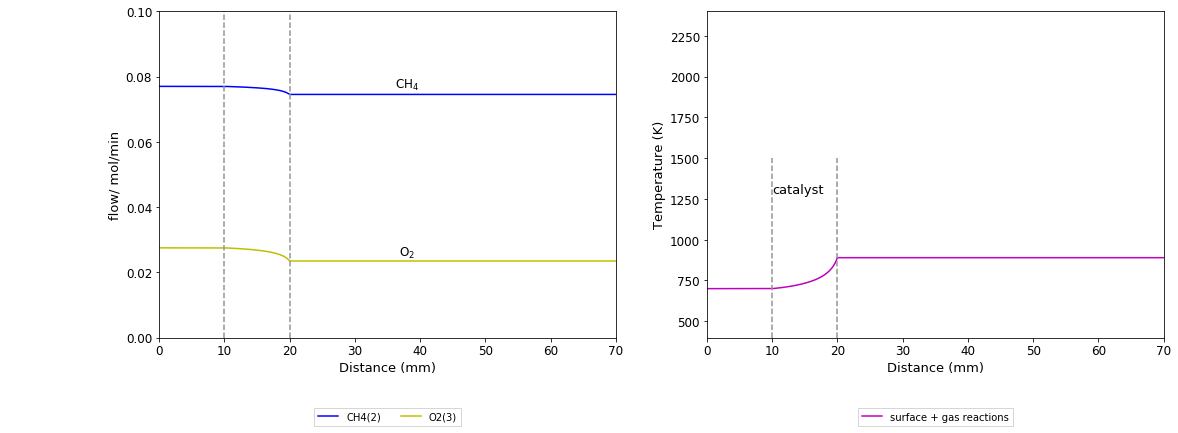 0.10
0.08
0.06
0.04
0.02
0.00
flow/ mol/min
CH₄
O₂
0 10 20 30 40 50 60 70
Distance (mm)
CH4(2) O2(3)
2250
2000
1750
1500
1250
1000
750
500
Temperature (K)
catalyst
0 10 20 30 40 50 60 70
Distance (mm)
surface + gas reactions